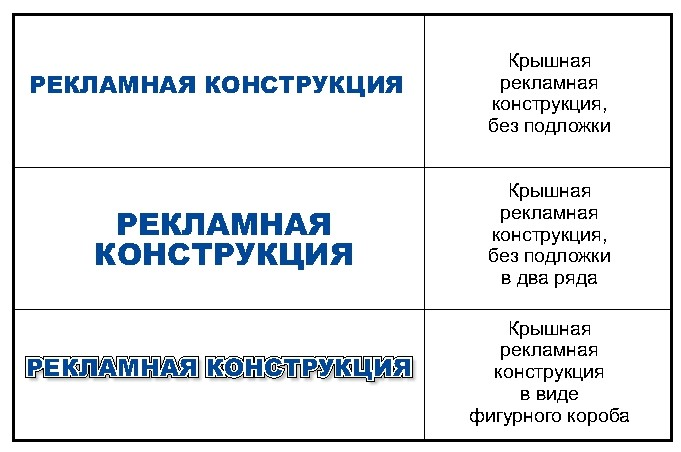 РЕКЛАМНАЯ КОНСТРУКЦИЯ
Крышная
рекламная
конструкция,
без подложки
РЕКЛАМНАЯ
КОНСТРУКЦИЯ
Крышная
рекламная
конструкция,
без подложки
в два ряда
РЕКЛАМНАЯ КОНСТРУКЦИЯ
Крышная
рекламная
конструкция
в виде
фигурного короба